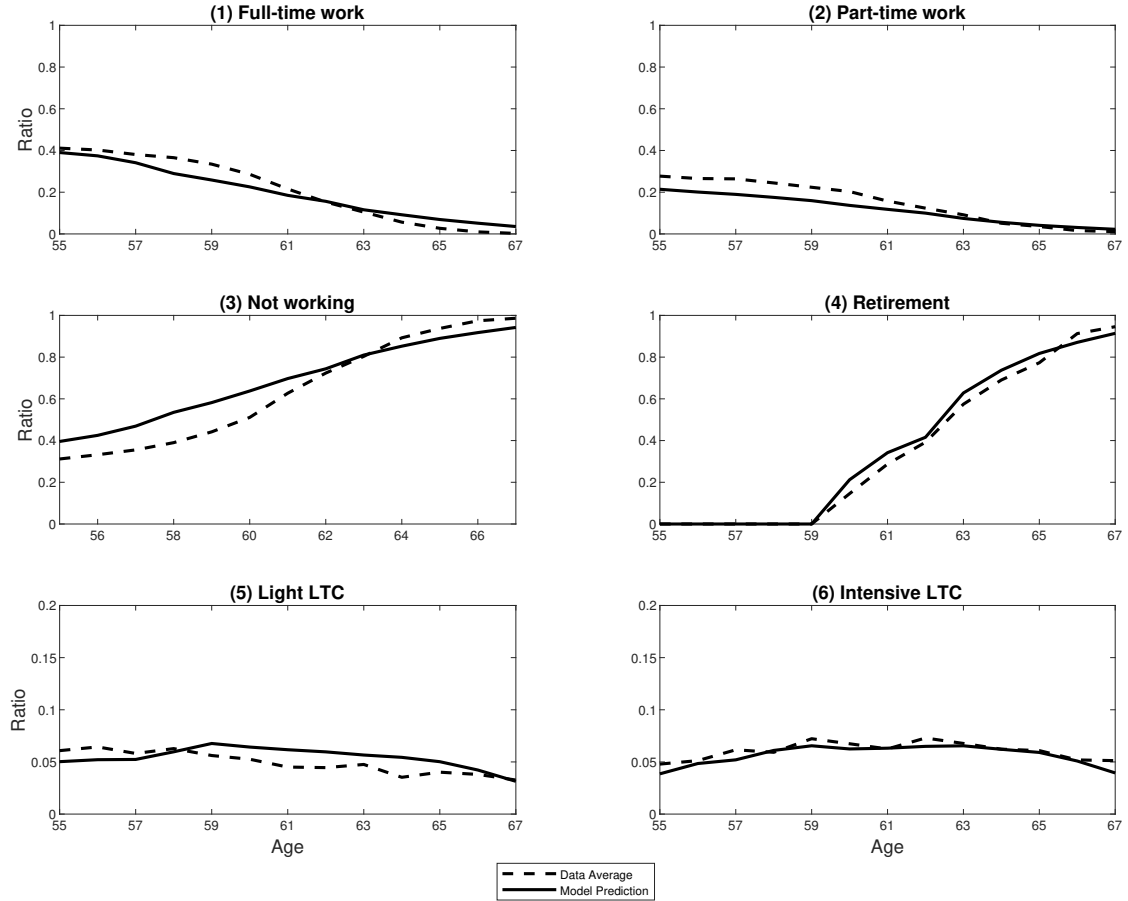 (1) Full-time work
1
0.8
0.6
0.4
0.2
0
Ratio
55 57 59 61 63 65 67
(2) Part-time work
1
0.8
0.6
0.4
0.2
0
55 57 59 61 63 65 67
(3) Not working
1
0.8
0.6
0.4
0.2
0
Ratio
56 58 60 62 64 66
(4) Retirement
1
0.8
0.6
0.4
0.2
0
55 57 59 61 63 65 67
(5) Light LTC
0.2
0.15
0.1
0.05
0
Ratio
55 57 59 61 63 65 67
Age
(6) Intensive LTC
0.2
0.15
0.1
0.05
0
55 57 59 61 63 65 67
Age
Data Average
Model Prediction